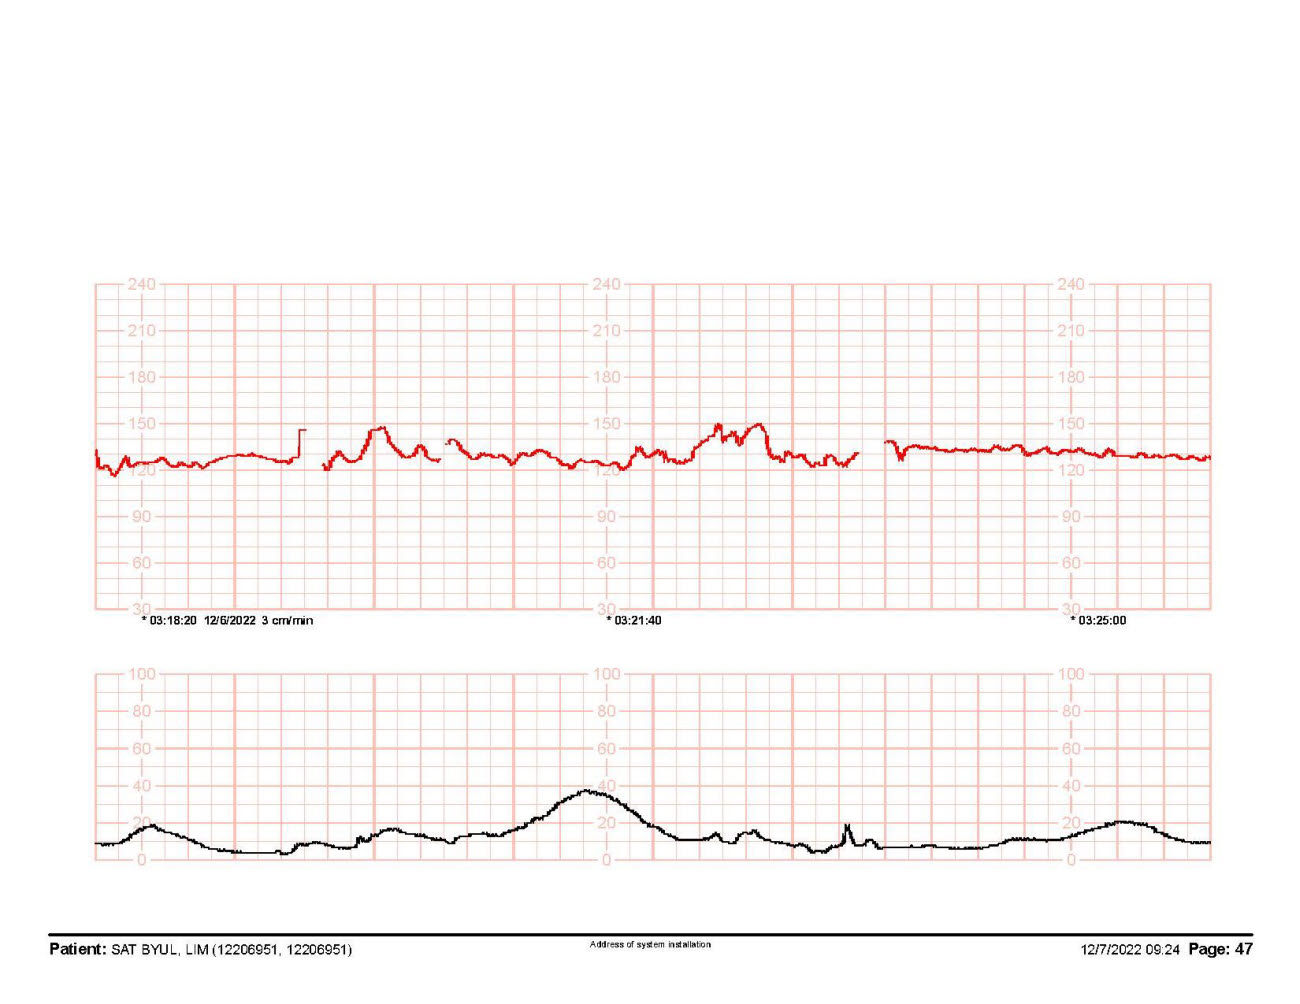 240 240 240
210 210 210
180 180 180
150 150 150
120 120 120
90 90 90
60 60 60
30 30 30
* 03:18:20 12/6/2022 3 cm/min * 03:21:40 * 03:25:00
100 100 100
80 80 80
60 60 60
40 40 40
20 20 20
0 0 0
Patient: SAT BYUL, LIM (12206951, 12206951) Address of system installation 12/7/2022 09:24 Page: 47